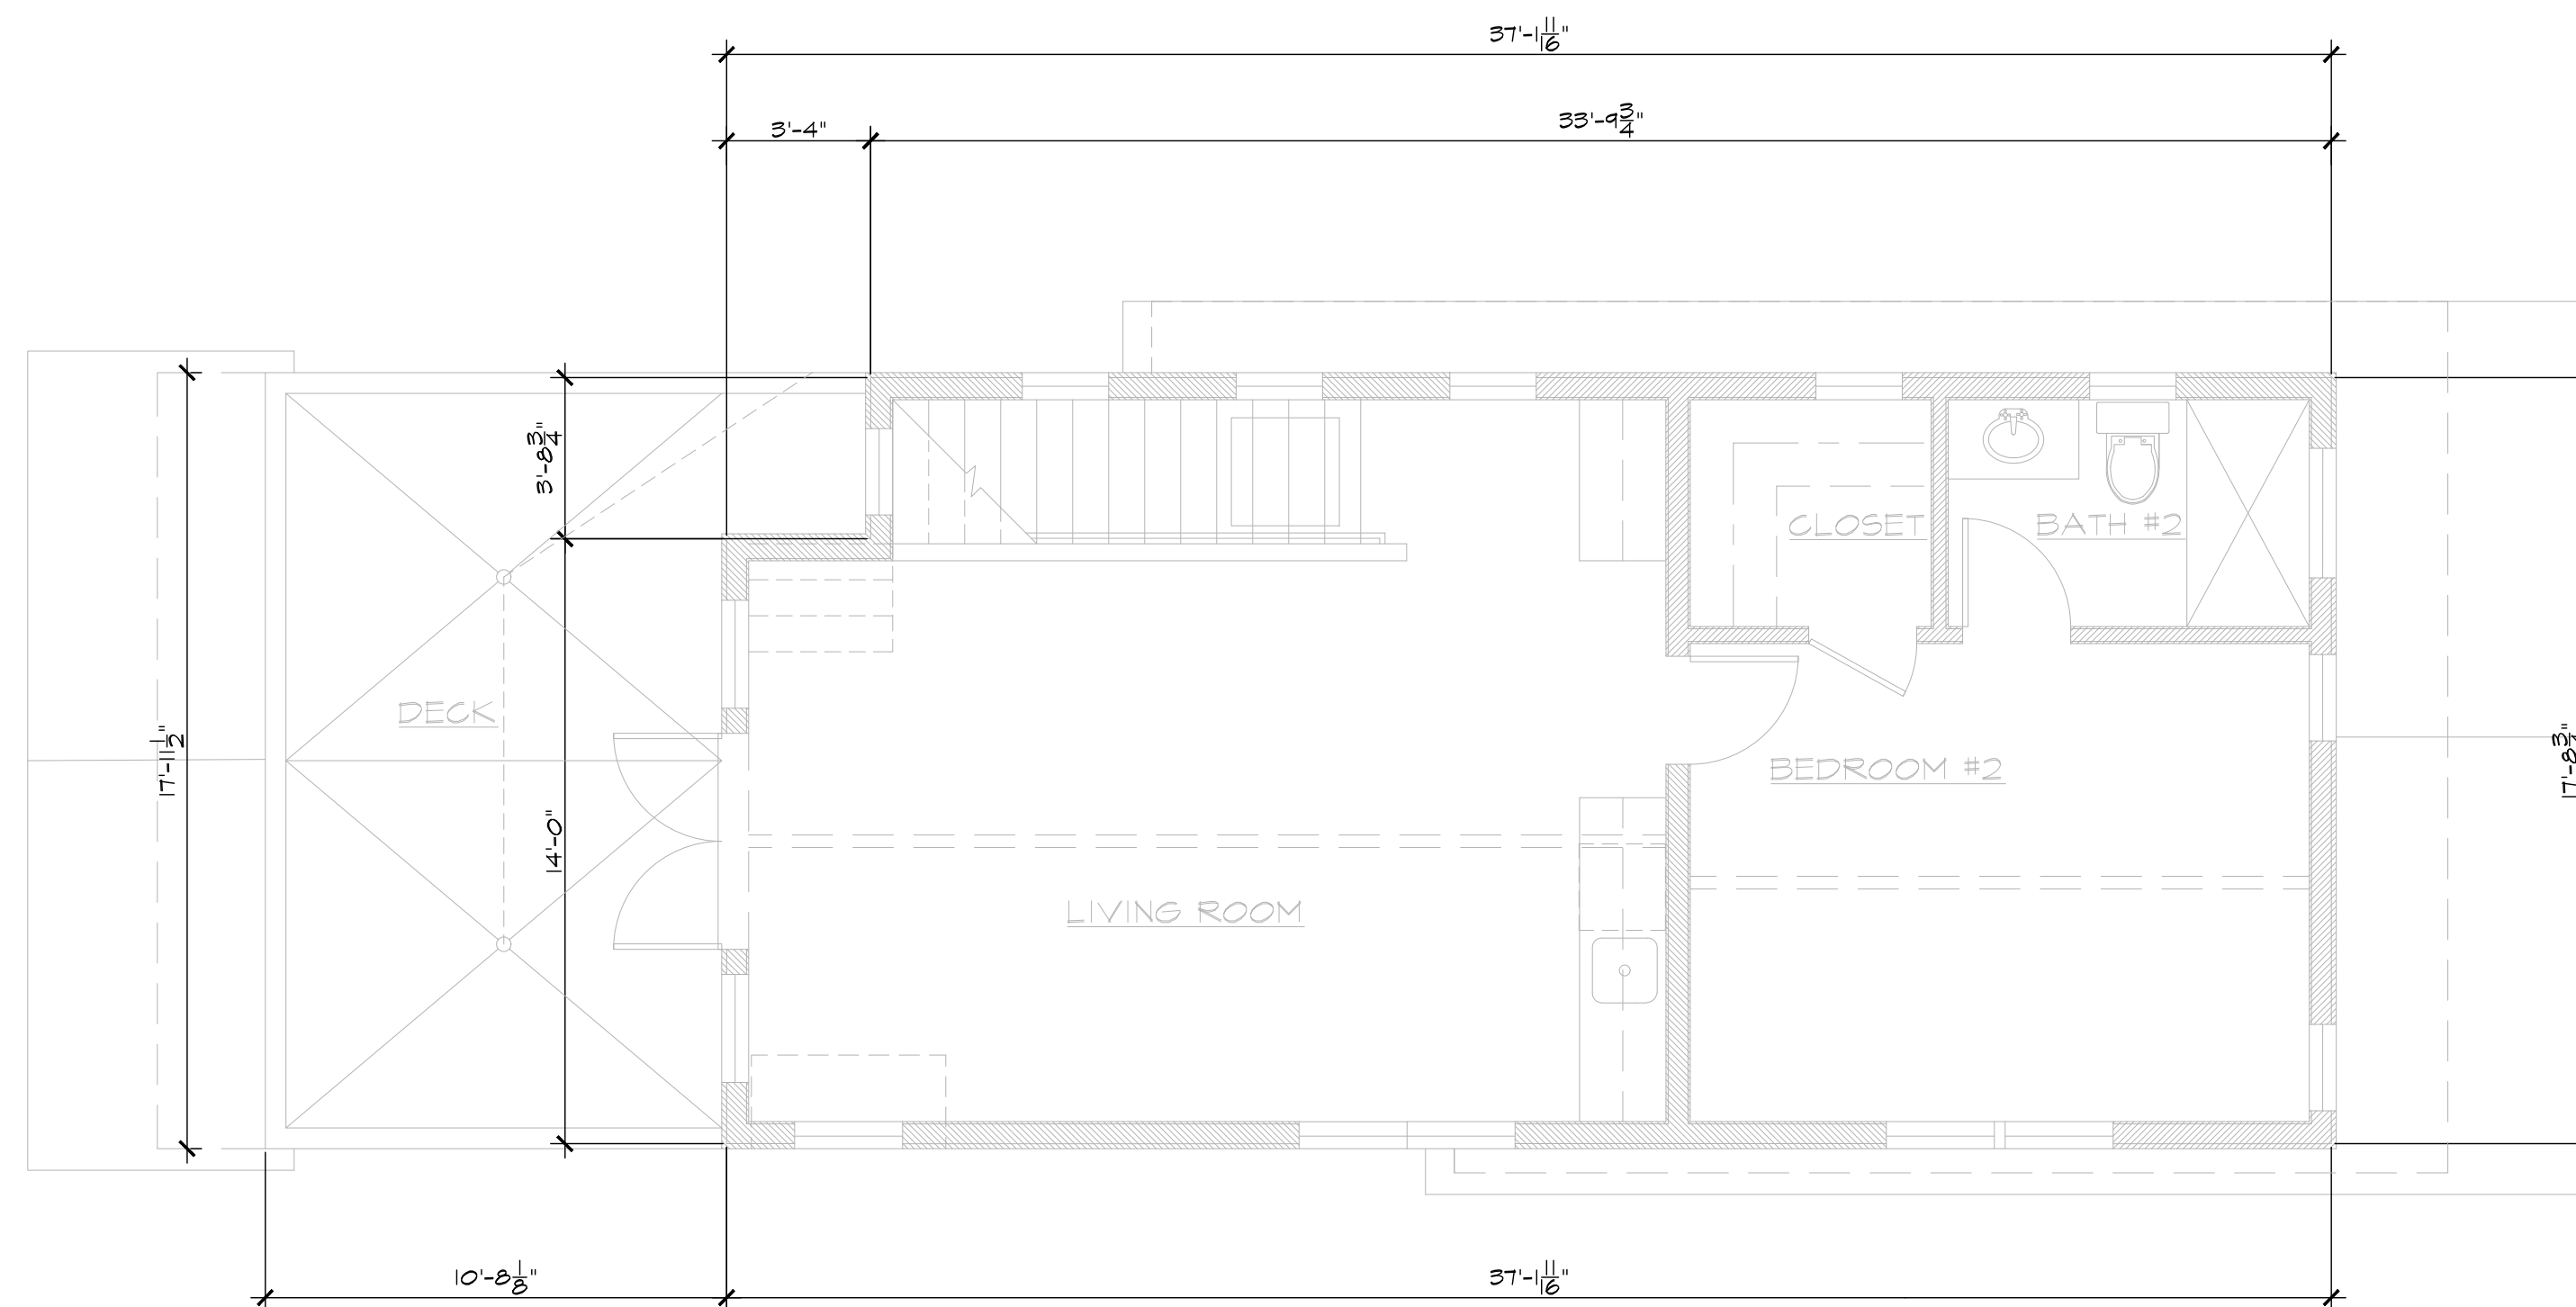 37'-1 11/16"
3'-4"
33'-9 3/4"
3'-8 3/4"
CLOSET
BATH #2
DECK
17'-11 1/2"
BEDROOM #2
17'-8 3/4
14'-0"
LIVING ROOM
10'-8 1/8"
37'-1 11/16"